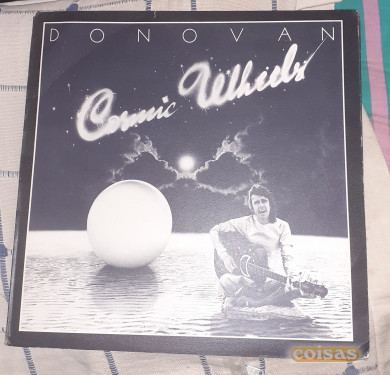 DONOVAN
Cosmic Wheels
coisas